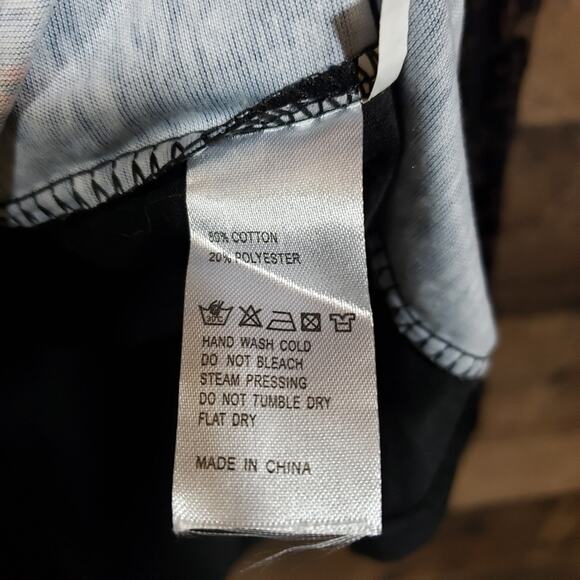 80% COTTON
20% POLYESTER
HAND WASH COLD
DO NOT BLEACH
STEAM PRESSING
DO NOT TUMBLE DRY
FLAT DRY
MADE IN CHINA